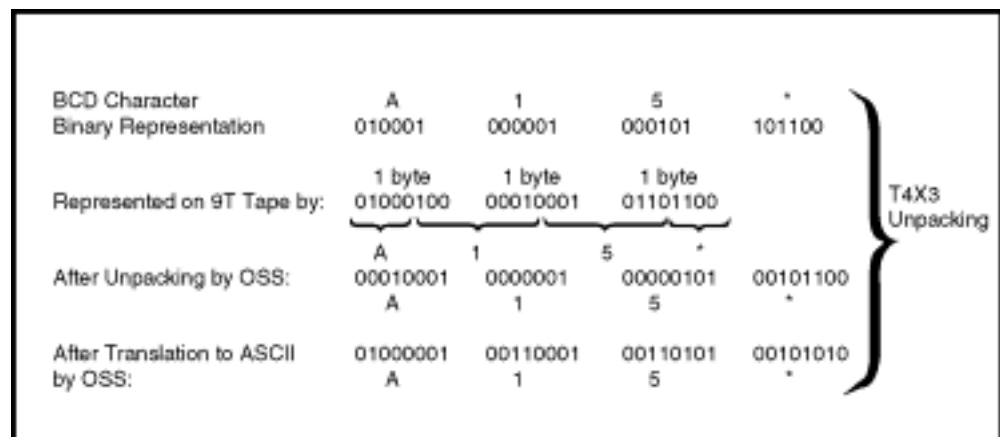 BCD Character A 1 5 *
Binary Representation 010001 000001 000101 101100
1 byte 1 byte 1 byte
Represented on 9T Tape by: 01000100 00010001 01101100
A 1 5 *
After Unpacking by OSS: 00010001 0000001 00000101 00101100
A 1 5 *
After Translation to ASCII 01000001 00110001 00110101 00101010
by OSS: A 1 5 *
T4X3
Unpacking